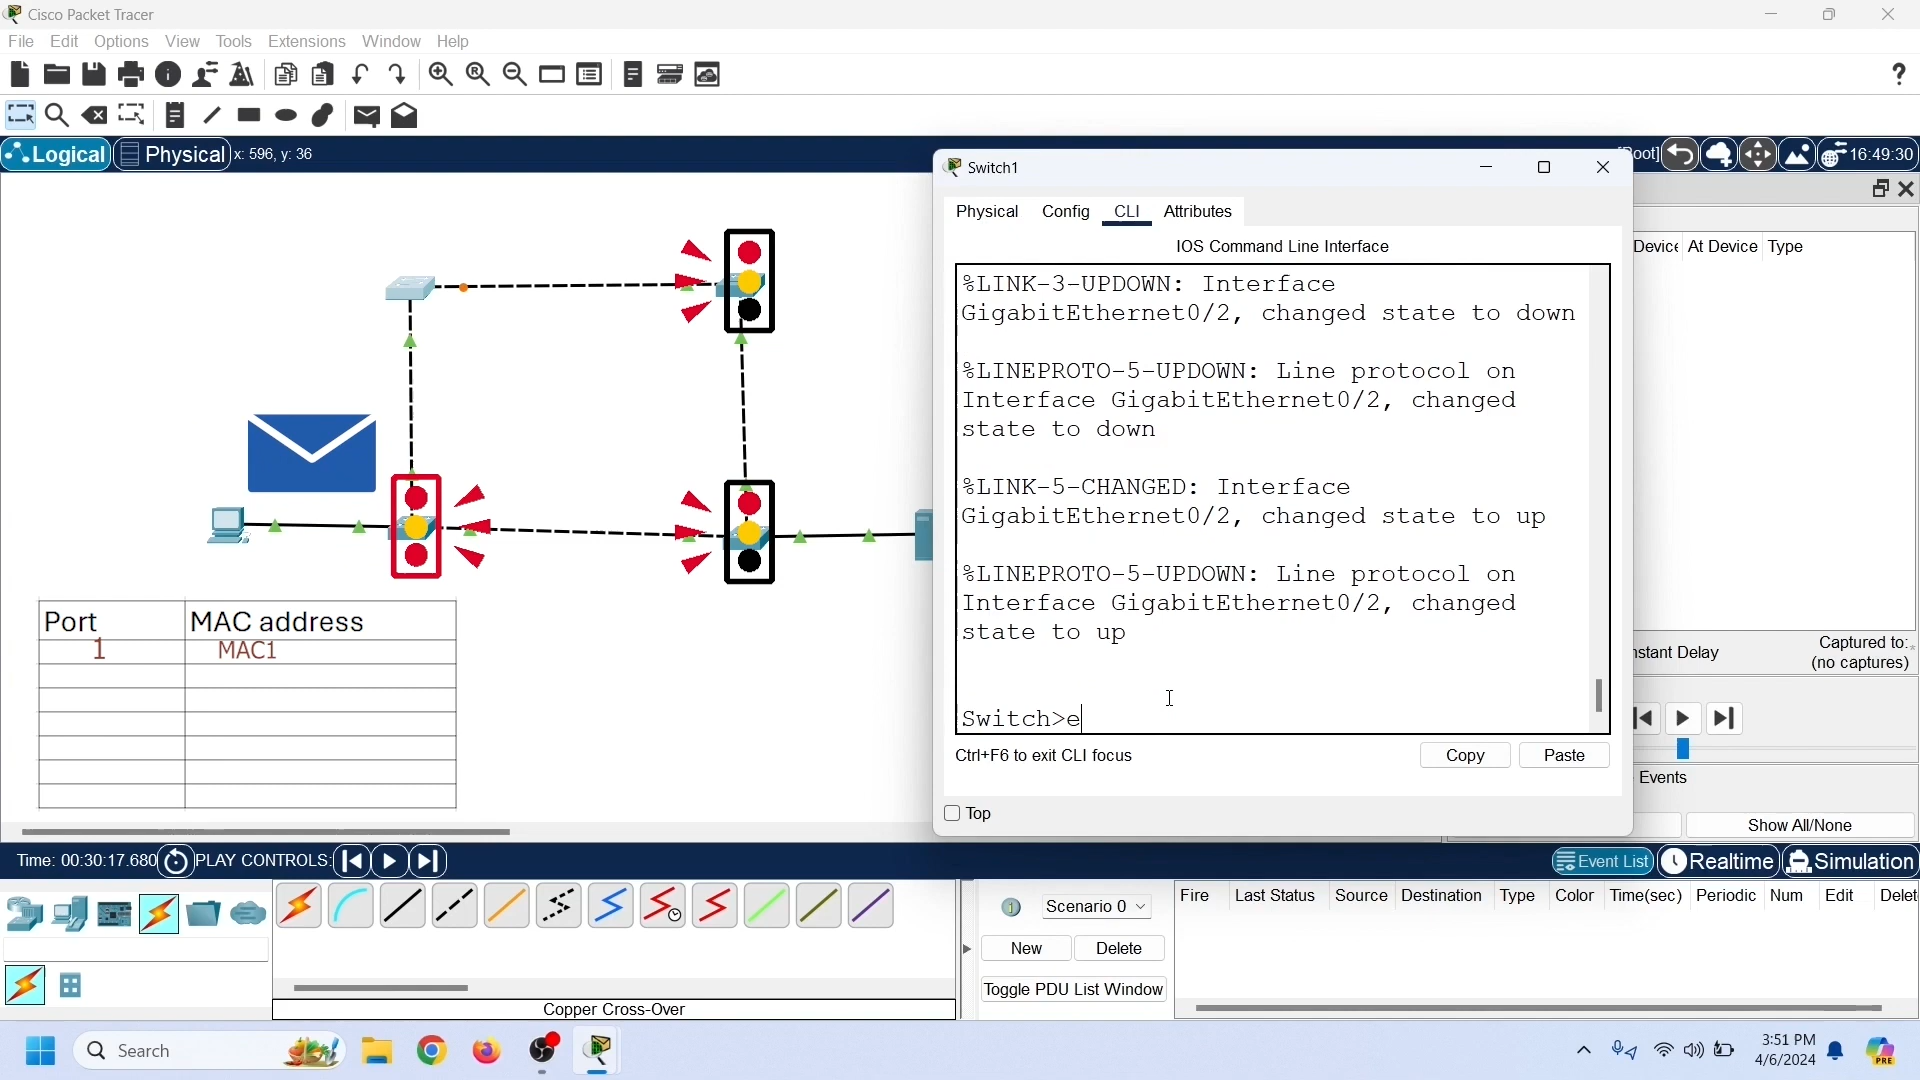 Cisco Packet Tracer
File Edit Options View Tools Extensions Window Help
Logical Physical x: 596, y: 36
[Root] 16:49:30
Switch1
Physical Config CLI Attributes
IOS Command Line Interface
%LINK-3-UPDOWN: Interface
GigabitEthernet0/2, changed state to down
%LINEPROTO-5-UPDOWN: Line protocol on
Interface GigabitEthernet0/2, changed
state to down
%LINK-5-CHANGED: Interface
GigabitEthernet0/2, changed state to up
%LINEPROTO-5-UPDOWN: Line protocol on
Interface GigabitEthernet0/2, changed
state to up
Switch>e
Ctrl+F6 to exit CLI focus
Copy Paste
Top
Device At Device Type
nstant Delay
Captured to:
(no captures)
Events
Show All/None
Port MAC address
1 MAC1
Time: 00:30:17.680 PLAY CONTROLS:
Event List Realtime Simulation
Copper Cross-Over
Scenario 0
New Delete
Toggle PDU List Window
Fire Last Status Source Destination Type Color Time(sec) Periodic Num Edit Delet
Search
3:51 PM
4/6/2024
PRE